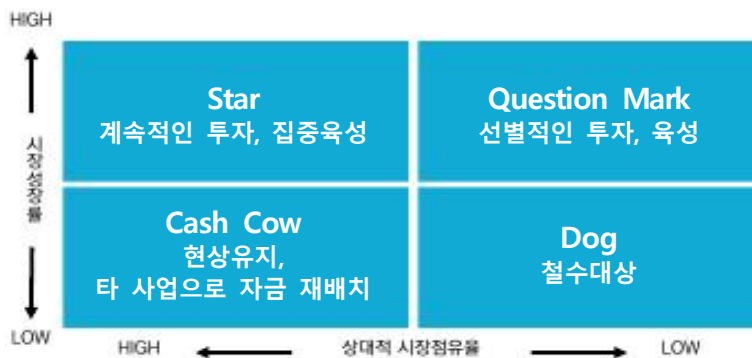 HIGH
Star
계속적인 투자, 집중육성
Question Mark
선별적인 투자, 육성
시장성장률
Cash Cow
현상유지,
타 사업으로 자금 재배치
Dog
철수대상
LOW
HIGH
상대적 시장점유율
LOW